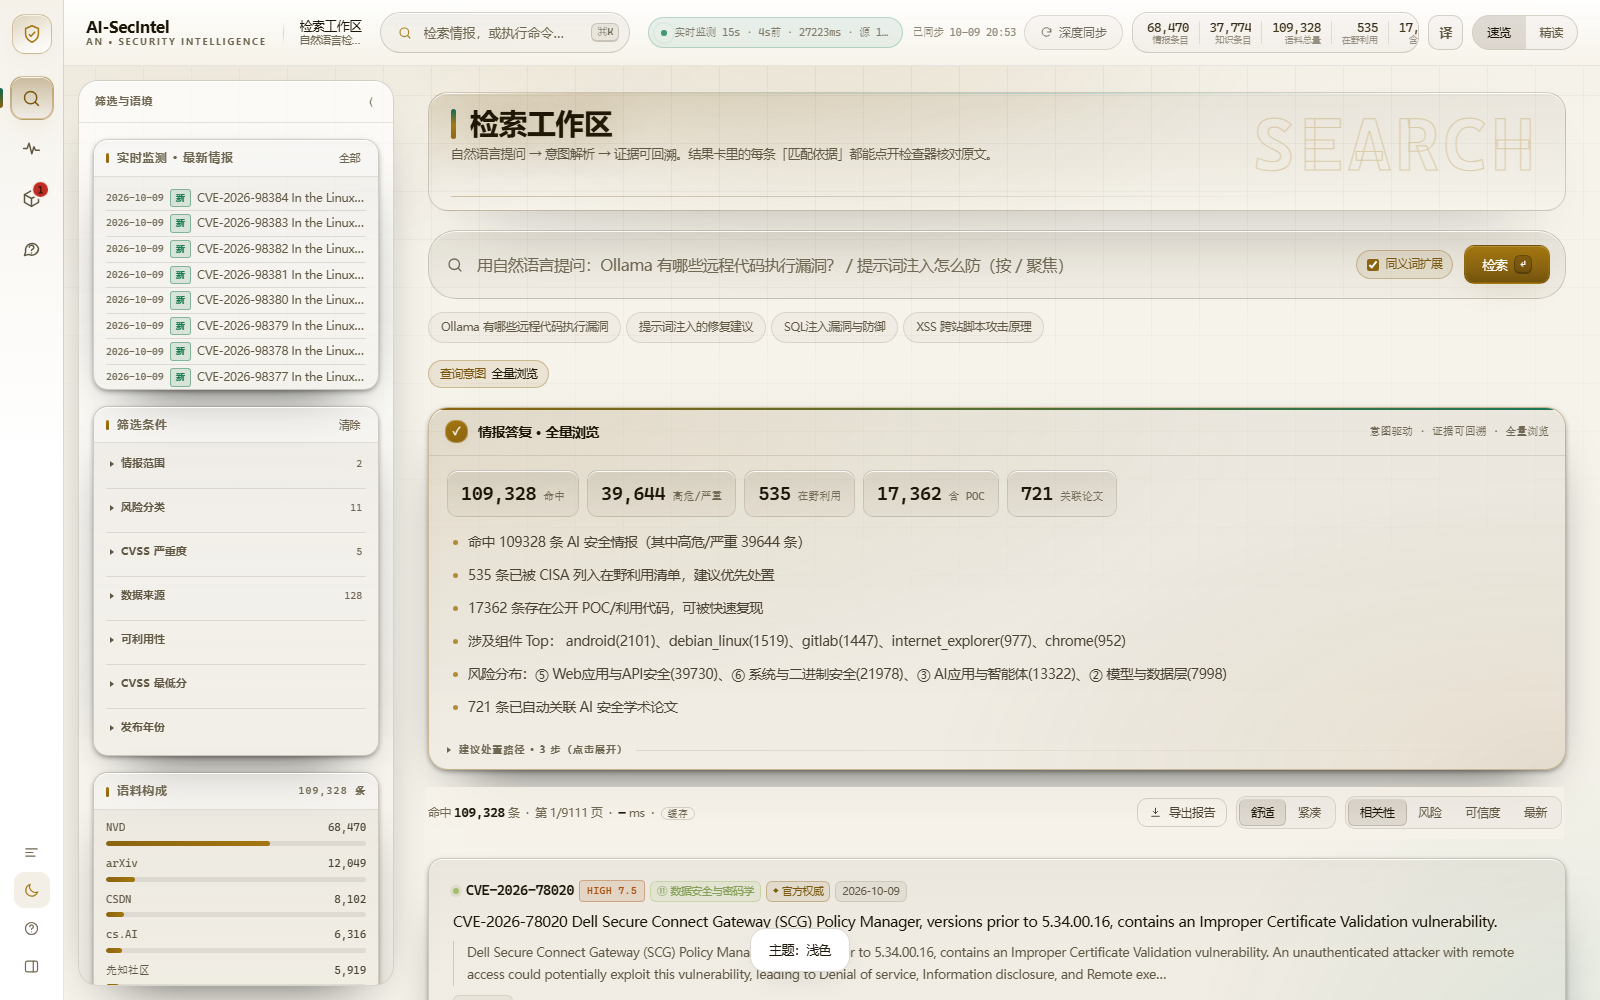 AI-SecIntel
AN • SECURITY INTELLIGENCE
检索工作区
自然语言检...
检索情报，或执行命令...
⌘K
实时监测 15s · 4s前 · 27223ms · 源 1...
已同步 10-09 20:53
深度同步
68,470
情报条目
37,774
知识条目
109,328
语料总量
535
在野利用
17,
含
译
速览
精读
筛选与语境
实时监测 • 最新情报
全部
2026-10-09 新 CVE-2026-98384 In the Linux...
2026-10-09 新 CVE-2026-98383 In the Linux...
2026-10-09 新 CVE-2026-98382 In the Linux...
2026-10-09 新 CVE-2026-98381 In the Linux...
2026-10-09 新 CVE-2026-98380 In the Linux...
2026-10-09 新 CVE-2026-98379 In the Linux...
2026-10-09 新 CVE-2026-98378 In the Linux...
2026-10-09 新 CVE-2026-98377 In the Linux...
筛选条件
清除
情报范围 2
风险分类 11
CVSS 严重度 5
数据来源 128
可利用性
CVSS 最低分
发布年份
语料构成
109,328 条
NVD 68,470
arXiv 12,049
CSDN 8,102
cs.AI 6,316
先知社区 5,919
1
检索工作区
自然语言提问 → 意图解析 → 证据可回溯。结果卡里的每条「匹配依据」都能点开检查器核对原文。
SEARCH
用自然语言提问：Ollama 有哪些远程代码执行漏洞？ / 提示词注入怎么防（按 / 聚焦）
同义词扩展
检索
Ollama 有哪些远程代码执行漏洞
提示词注入的修复建议
SQL注入漏洞与防御
XSS 跨站脚本攻击原理
查询意图 全量浏览
情报答复 • 全量浏览
意图驱动 · 证据可回溯 · 全量浏览
109,328 命中
39,644 高危/严重
535 在野利用
17,362 含 POC
721 关联论文
命中 109328 条 AI 安全情报（其中高危/严重 39644 条）
535 条已被 CISA 列入在野利用清单，建议优先处置
17362 条存在公开 POC/利用代码，可被快速复现
涉及组件 Top： android(2101)、debian_linux(1519)、gitlab(1447)、internet_explorer(977)、chrome(952)
风险分布：⑤ Web应用与API安全(39730)、⑥ 系统与二进制安全(21978)、③ AI应用与智能体(13322)、② 模型与数据层(7998)
721 条已自动关联 AI 安全学术论文
建议处置路径 • 3 步（点击展开）
命中 109,328 条 · 第 1/9111 页 · — ms · 缓存
导出报告
舒适
紧凑
相关性
风险
可信度
最新
CVE-2026-78020
HIGH 7.5
⑪ 数据安全与密码学
✦ 官方权威
2026-10-09
CVE-2026-78020 Dell Secure Connect Gateway (SCG) Policy Manager, versions prior to 5.34.00.16, contains an Improper Certificate Validation vulnerability.
Dell Secure Connect Gateway (SCG) Policy Mana
r to 5.34.00.16, contains an Improper Certificate Validation vulnerability. An unauthenticated attacker with remote
access could potentially exploit this vulnerability, leading to Denial of service, Information disclosure, and Remote exe...
主题：浅色